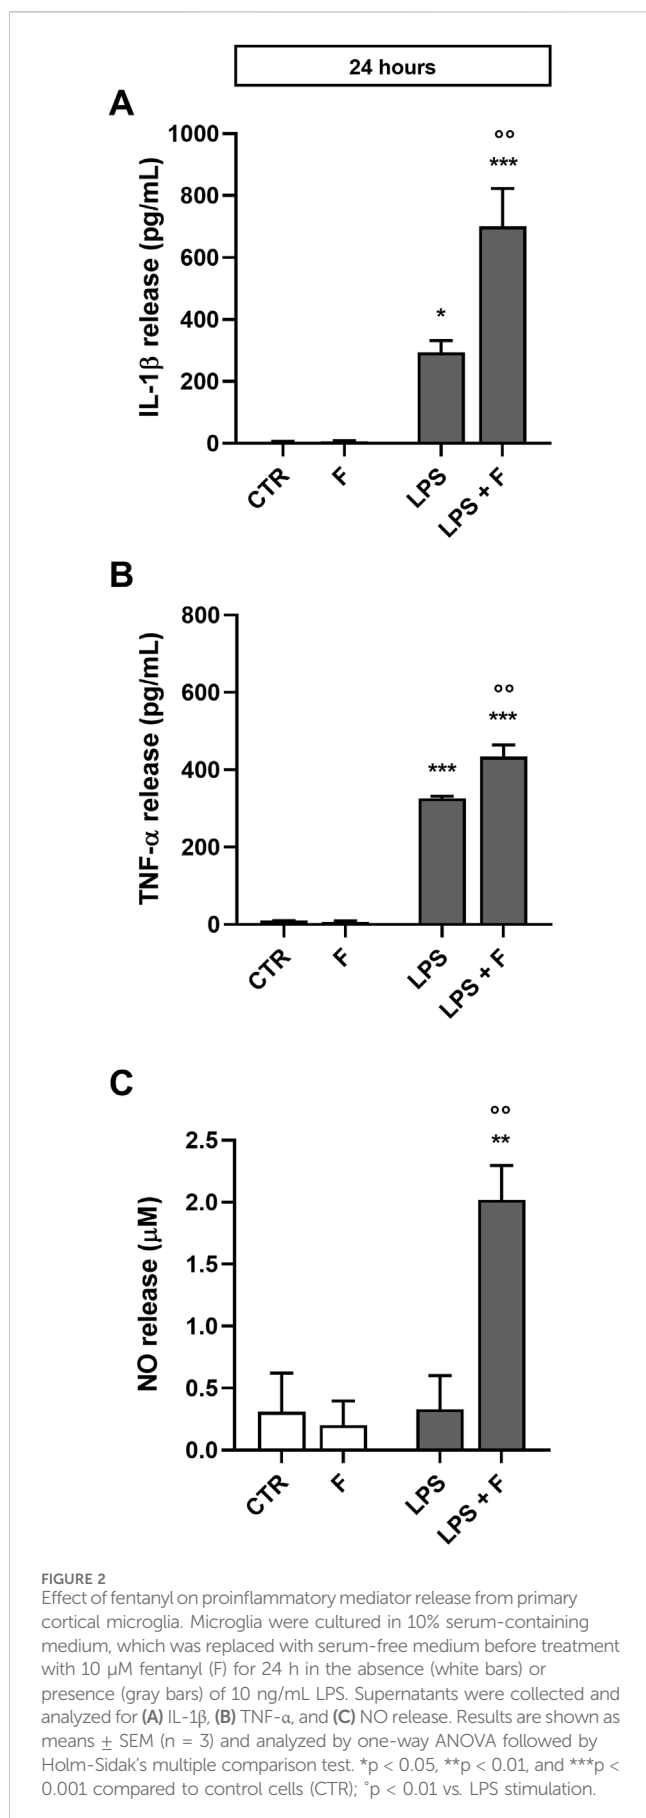 24 hours
A
IL-1β release (pg/mL)
1000
800
600
400
200
0
°°
***
*
CTR
F
LPS
LPS + F
B
TNF-α release (pg/mL)
800
600
400
200
0
°°
***
***
CTR
F
LPS
LPS + F
C
NO release (μM)
2.5
2.0
1.5
1.0
0.5
0.0
°°
**
CTR
F
LPS
LPS + F
FIGURE 2
Effect of fentanyl on proinflammatory mediator release from primary
cortical microglia. Microglia were cultured in 10% serum-containing
medium, which was replaced with serum-free medium before treatment
with 10 µM fentanyl (F) for 24 h in the absence (white bars) or
presence (gray bars) of 10 ng/mL LPS. Supernatants were collected and
analyzed for (A) IL-1β, (B) TNF-α, and (C) NO release. Results are shown as
means ± SEM (n = 3) and analyzed by one-way ANOVA followed by
Holm-Sidak's multiple comparison test. *p < 0.05, **p < 0.01, and ***p <
0.001 compared to control cells (CTR); °p < 0.01 vs. LPS stimulation.